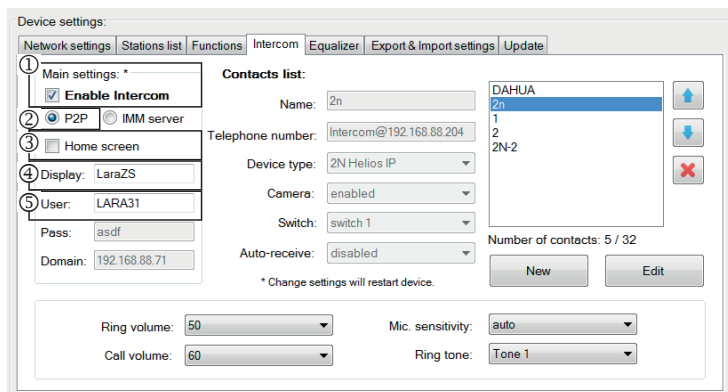 Device settings:
Network settings Stations list Functions Intercom Equalizer Export & Import settings Update
1 Main settings: *
Enable Intercom
2 P2P IMM server
3 Home screen
4 Display: LaraZS
5 User: LARA31
Pass: asdf
Domain: 192.168.88.71
Contacts list:
Name: 2n
Telephone number: Intercom@192.168.88.204
Device type: 2N Helios IP
Camera: enabled
Switch: switch 1
Auto-receive: disabled
* Change settings will restart device.
DAHUA
2n
1
2
2N-2
Number of contacts: 5 / 32
New Edit
Ring volume: 50 Mic. sensitivity: auto
Call volume: 60 Ring tone: Tone 1